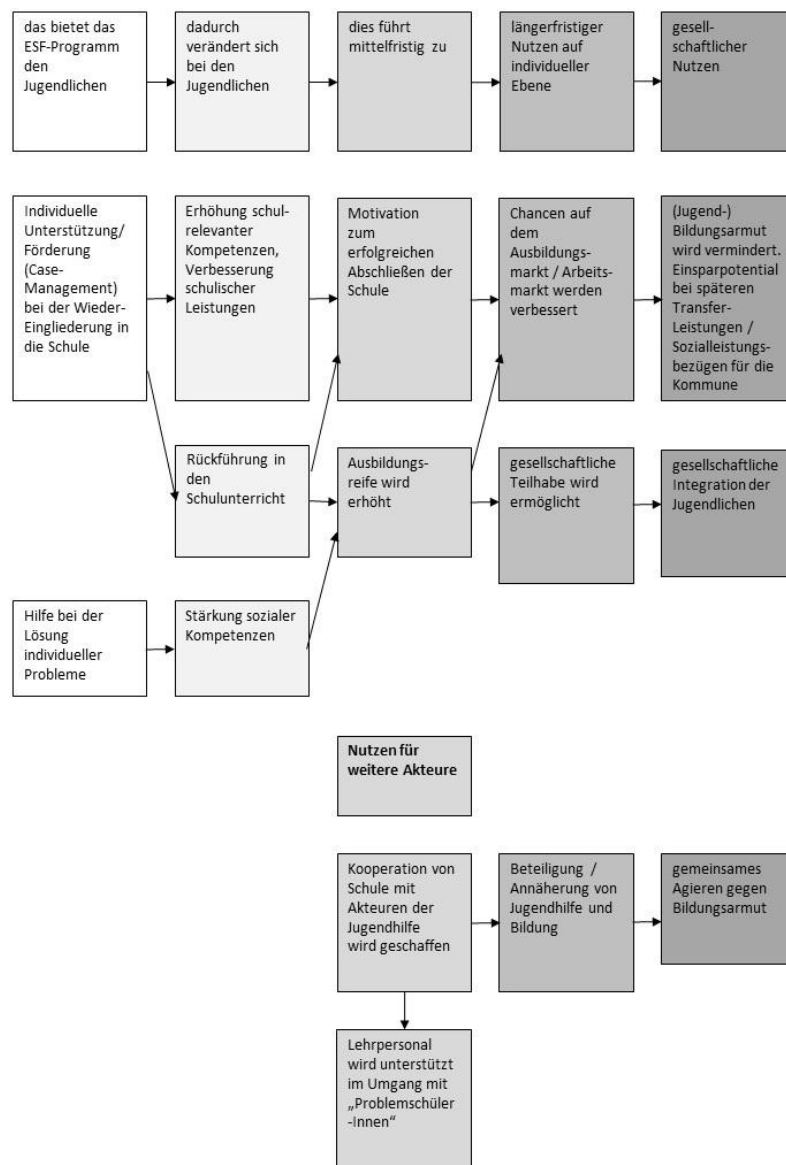 das bietet das
ESF-Programm
den
Jugendlichen
dadurch
verändert sich
bei den
Jugendlichen
dies führt
mittelfristig zu
längerfristiger
Nutzen auf
individueller
Ebene
gesell-
schaftlicher
Nutzen
Individuelle
Unterstützung/
Förderung
(Case-
Management)
bei der Wieder-
Eingliederung in
die Schule
Erhöhung schul-
relevanter
Kompetenzen,
Verbesserung
schulischer
Leistungen
Motivation
zum
erfolgreichen
Abschließen der
Schule
Chancen auf
dem
Ausbildungs-
markt / Arbeits-
markt werden
verbessert
(Jugend-)
Bildungsarmut
wird vermindert.
Einsparpotential
bei späteren
Transfer-
Leistungen /
Sozialleistungs-
bezügen für die
Kommune
Rückführung in
den
Schulunterricht
Ausbildungs-
reife wird
erhöht
gesellschaftliche
Teilhabe wird
ermöglicht
gesellschaftliche
Integration der
Jugendlichen
Hilfe bei der
Lösung
individueller
Probleme
Stärkung sozialer
Kompetenzen
Nutzen für
weitere Akteure
Kooperation von
Schule mit
Akteuren der
Jugendhilfe
wird geschaffen
Beteiligung /
Annäherung von
Jugendhilfe und
Bildung
gemeinsames
Agieren gegen
Bildungsarmut
Lehrpersonal
wird unterstützt
im Umgang mit
„Problemschüler
-Innen“